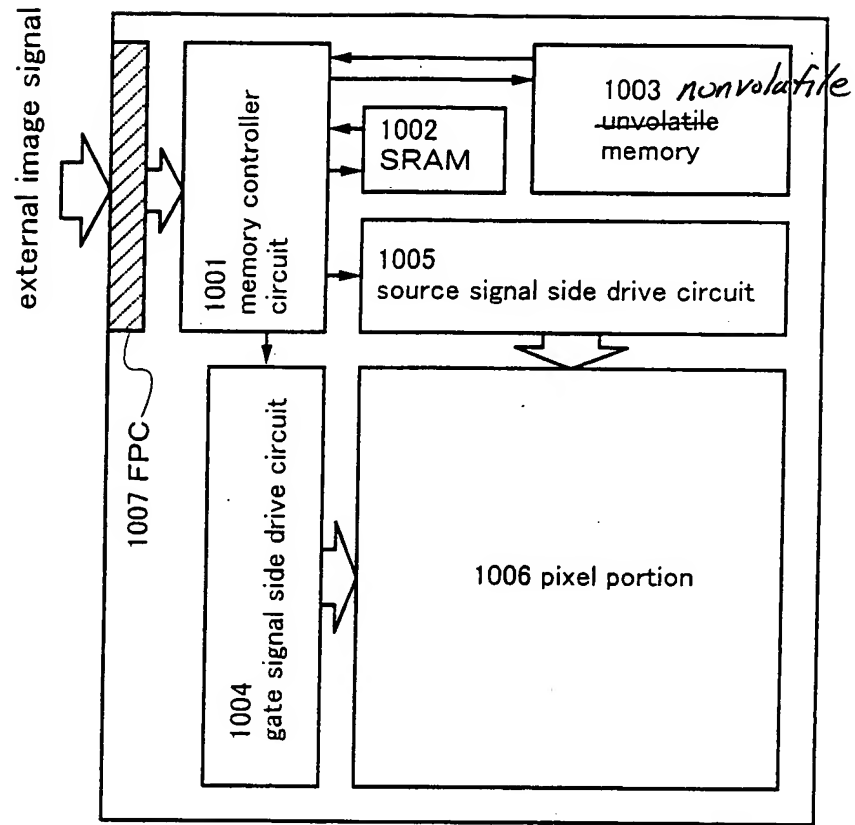 external image signal
1007 FPC
1001
memory controller
circuit
1002
SRAM
1003 nonvolatile
unvolatile
memory
1005
source signal side drive circuit
1004
gate signal side drive circuit
1006 pixel portion